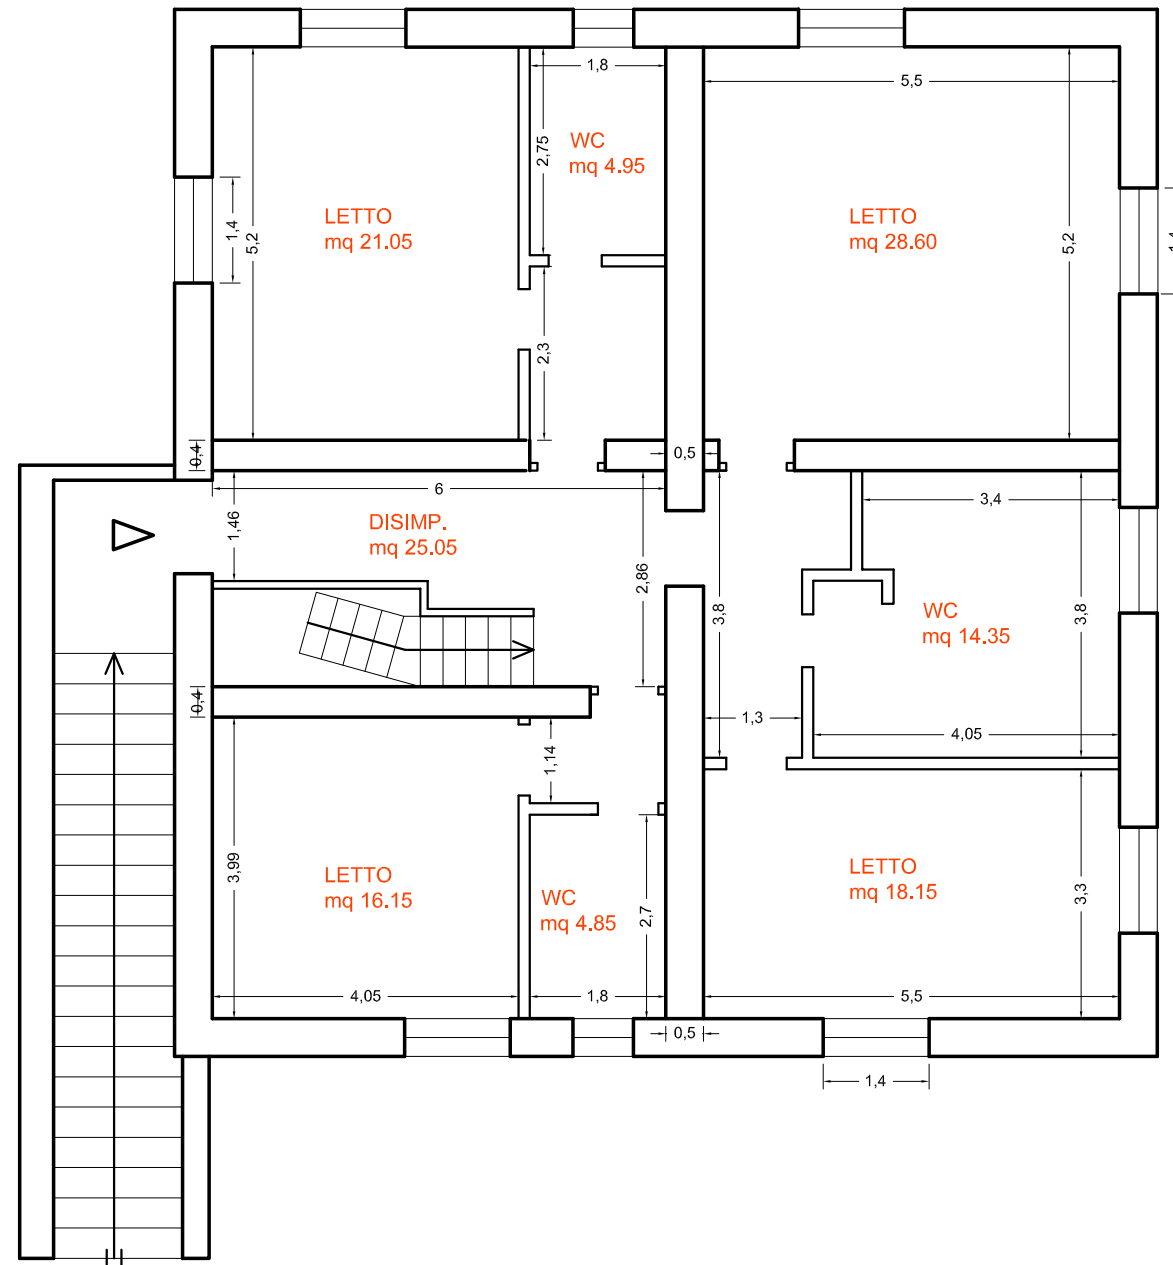 1,8
5,5
WC
mq 4.95
2,75
LETTO
mq 21.05
1,4
5,2
LETTO
mq 28.60
5,2
1,4
2,3
0,4
0,5
6
3,4
1,46
DISIMP.
mq 25.05
2,86
3,8
WC
mq 14.35
3,8
0,4
1,3
4,05
1,14
3,99
LETTO
mq 16.15
WC
mq 4.85
2,7
LETTO
mq 18.15
3,3
4,05
1,8
5,5
0,5
1,4